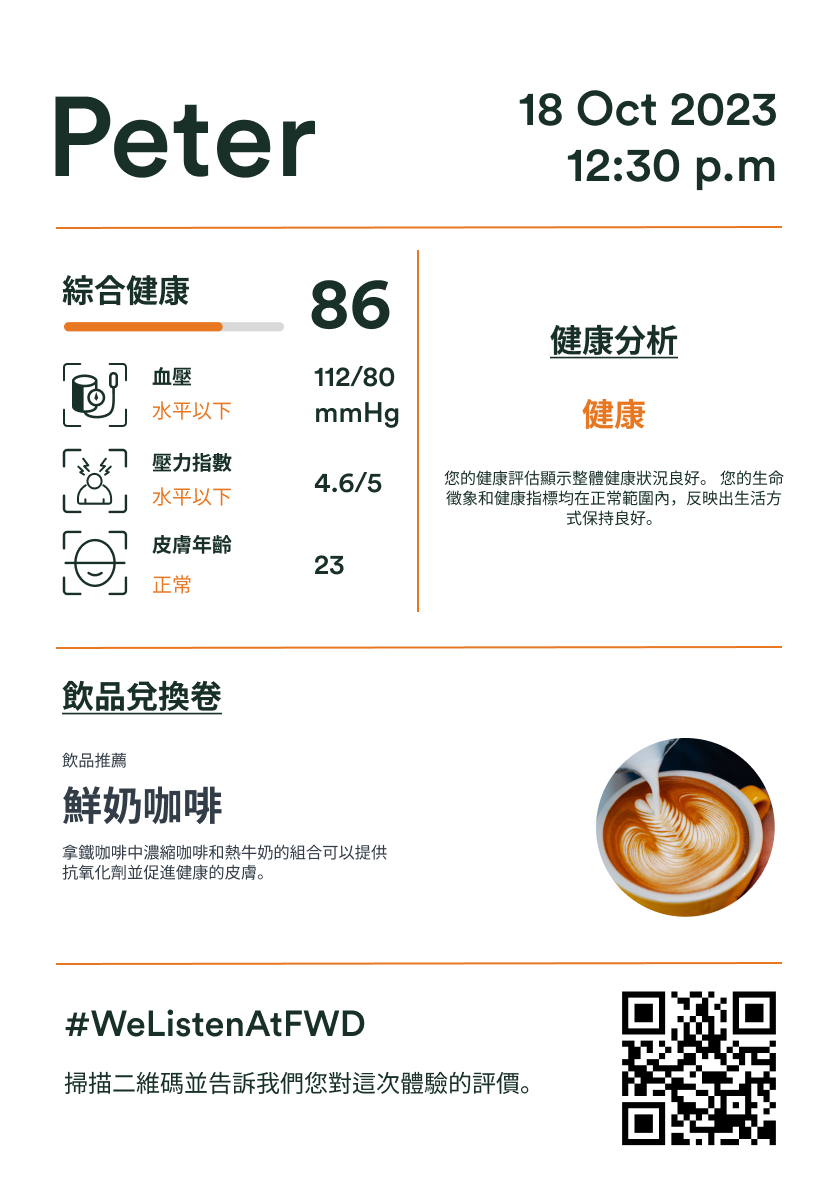 Peter
18 Oct 2023
12:30 p.m
綜合健康
86
血壓
水平以下
112/80
mmHg
壓力指數
水平以下
4.6/5
皮膚年齡
正常
23
健康分析
健康
您的健康評估顯示整體健康狀況良好。 您的生命
徵象和健康指標均在正常範圍內，反映出生活方
式保持良好。
飲品兌換卷
飲品推薦
鮮奶咖啡
拿鐵咖啡中濃縮咖啡和熱牛奶的組合可以提供
抗氧化劑並促進健康的皮膚。
#WeListenAtFWD
掃描二維碼並告訴我們您對這次體驗的評價。